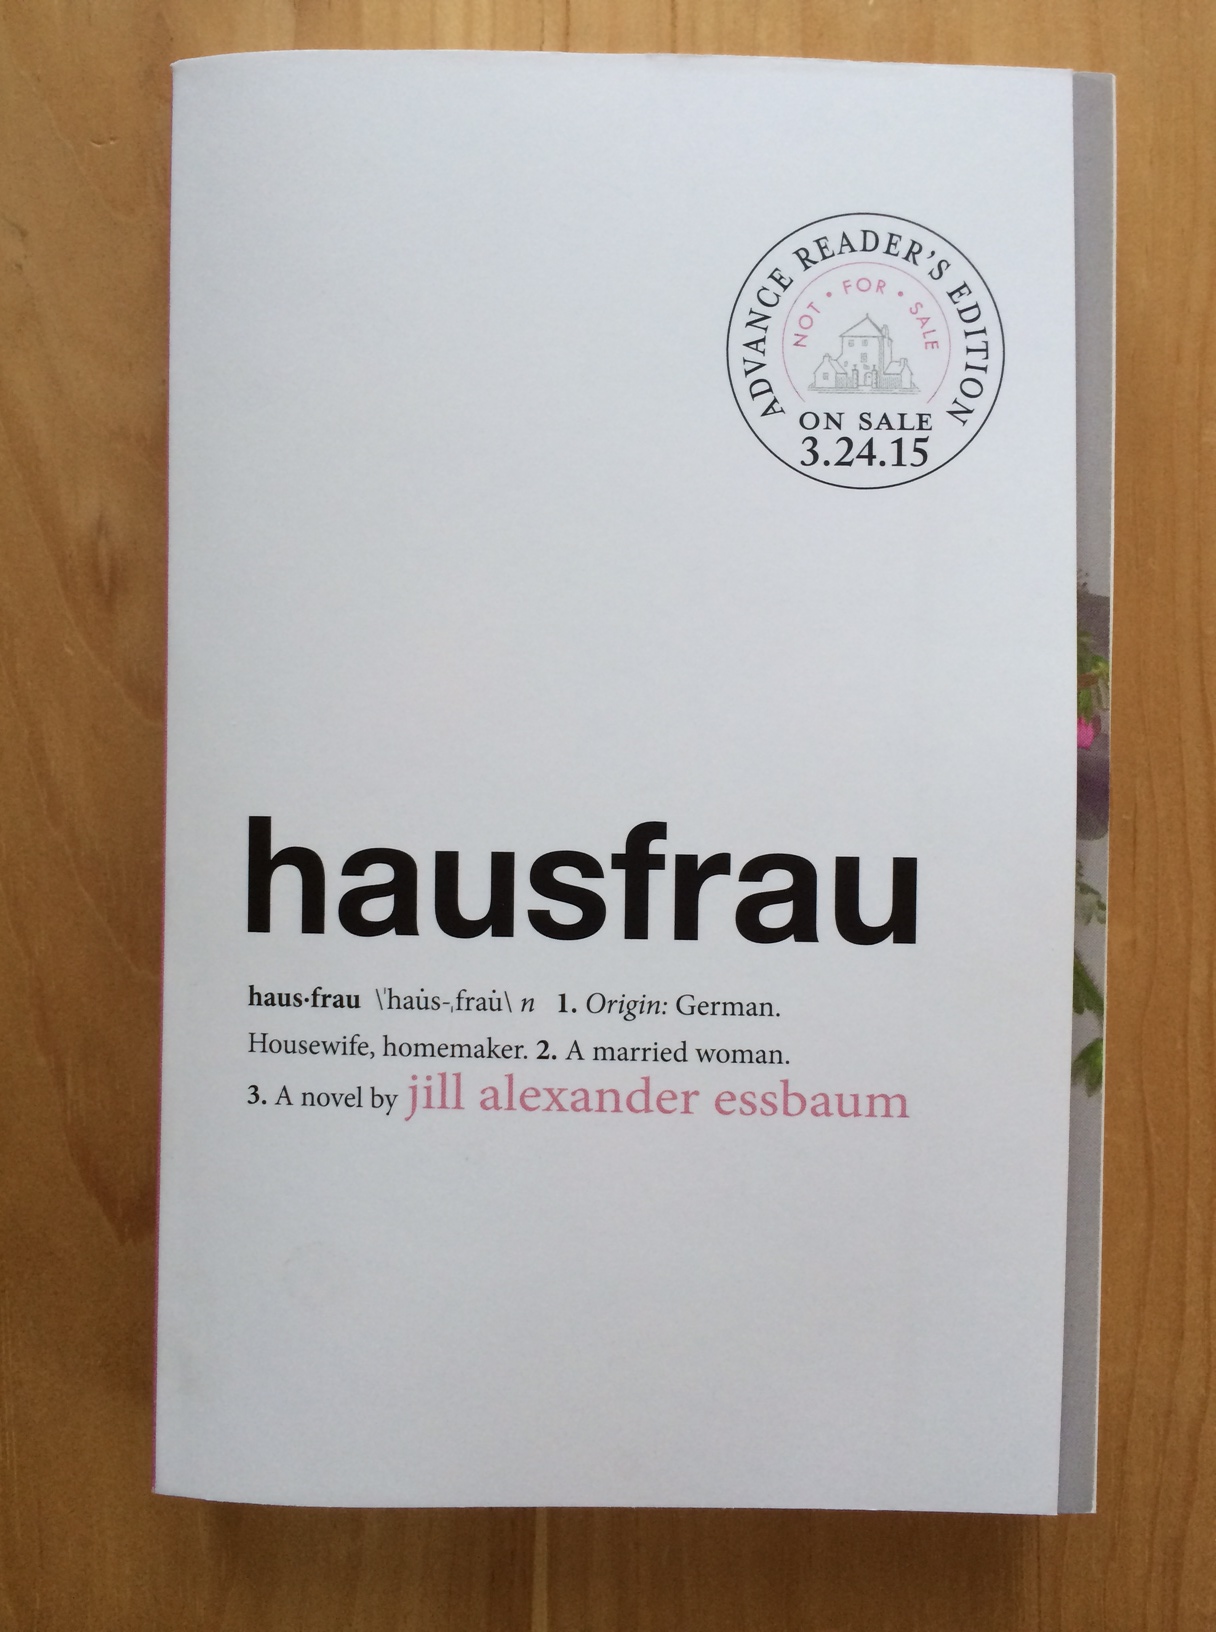 ADVANCE READER'S EDITION
NOT • FOR • SALE
ON SALE
3.24.15
hausfrau
haus·frau \ˈhau̇s-ˌfrau̇\ n 1. Origin: German.
Housewife, homemaker. 2. A married woman.
3. A novel by jill alexander essbaum